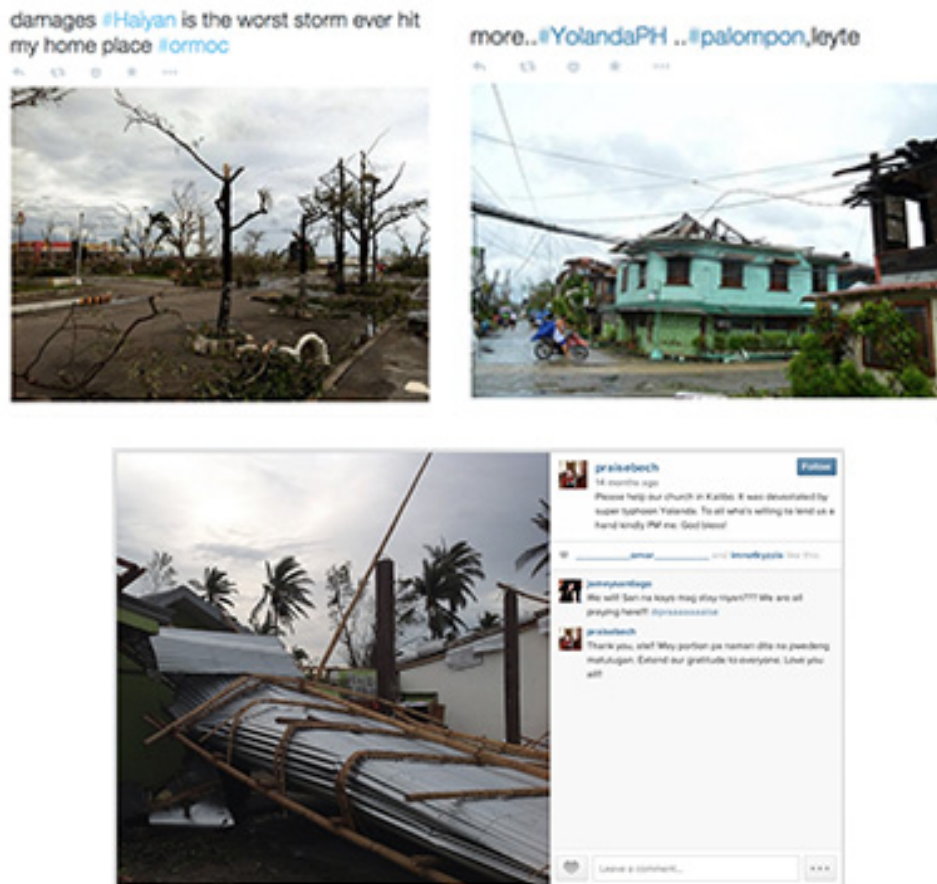 damages #Haiyan is the worst storm ever hit
my home place #ormoc
more..#YolandaPH ..#palompon,leyte
praisebech
Follow
14 months ago
Please help our church in Kalibo. It was devastated by
super typhoon Yolanda. To all who's willing to lend us a
hand kindly PM me. God bless!
and like this.
We will! San na kayo mag stay niyan??? We are all
praying here!!!
praisebech
Thank you, ate!! May portion pa naman dito na pwedeng
matulugan. Extend our gratitude to everyone. Love you
all!!
Leave a comment...